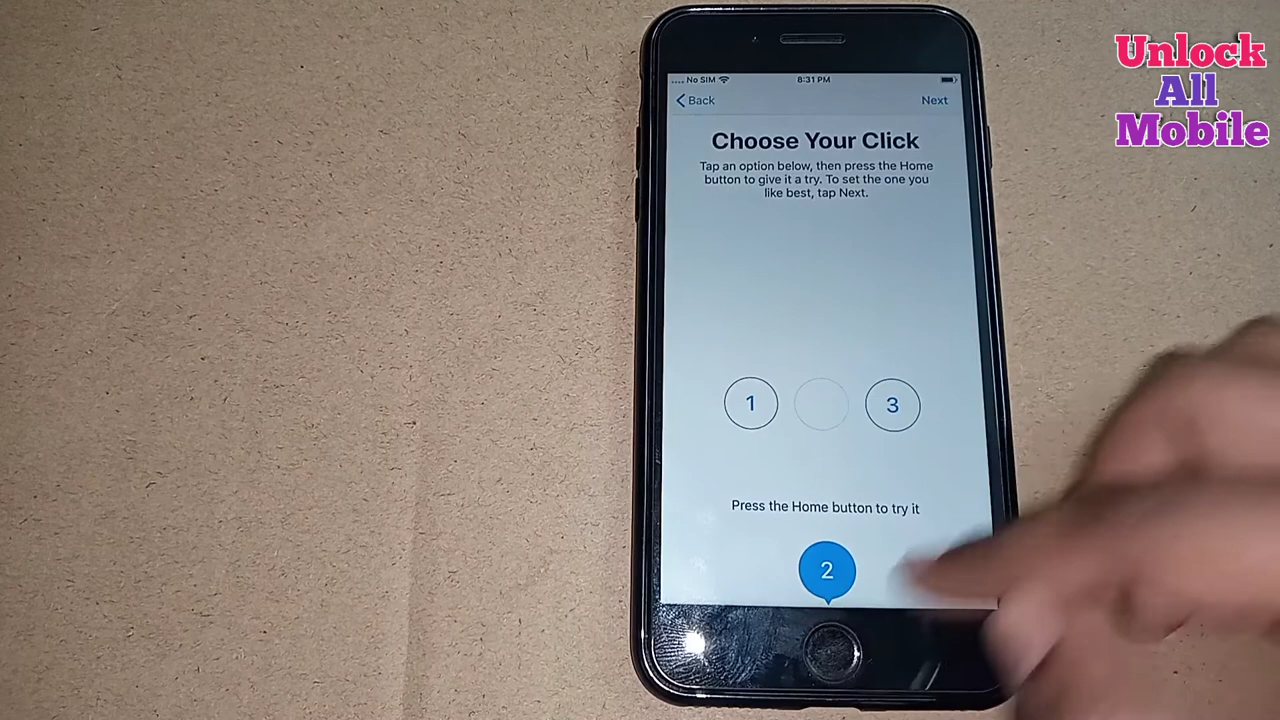 .... No SIM 8:31 PM
Back Next
Choose Your Click
Tap an option below, then press the Home
button to give it a try. To set the one you
like best, tap Next.
1 3
Press the Home button to try it
2
Unlock
All
Mobile